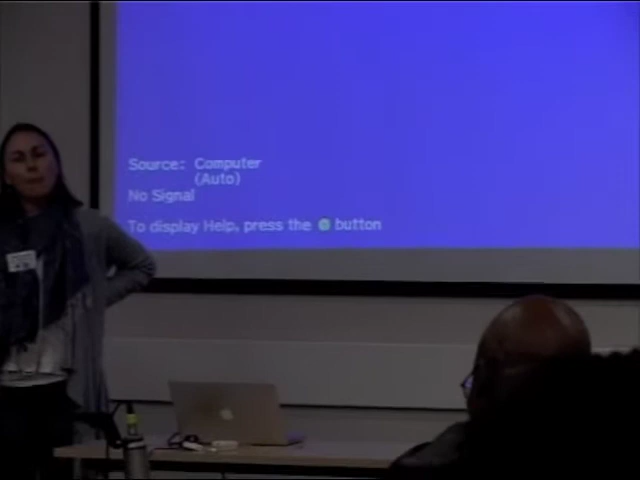 Source: Computer
(Auto)
No Signal
To display Help, press the button